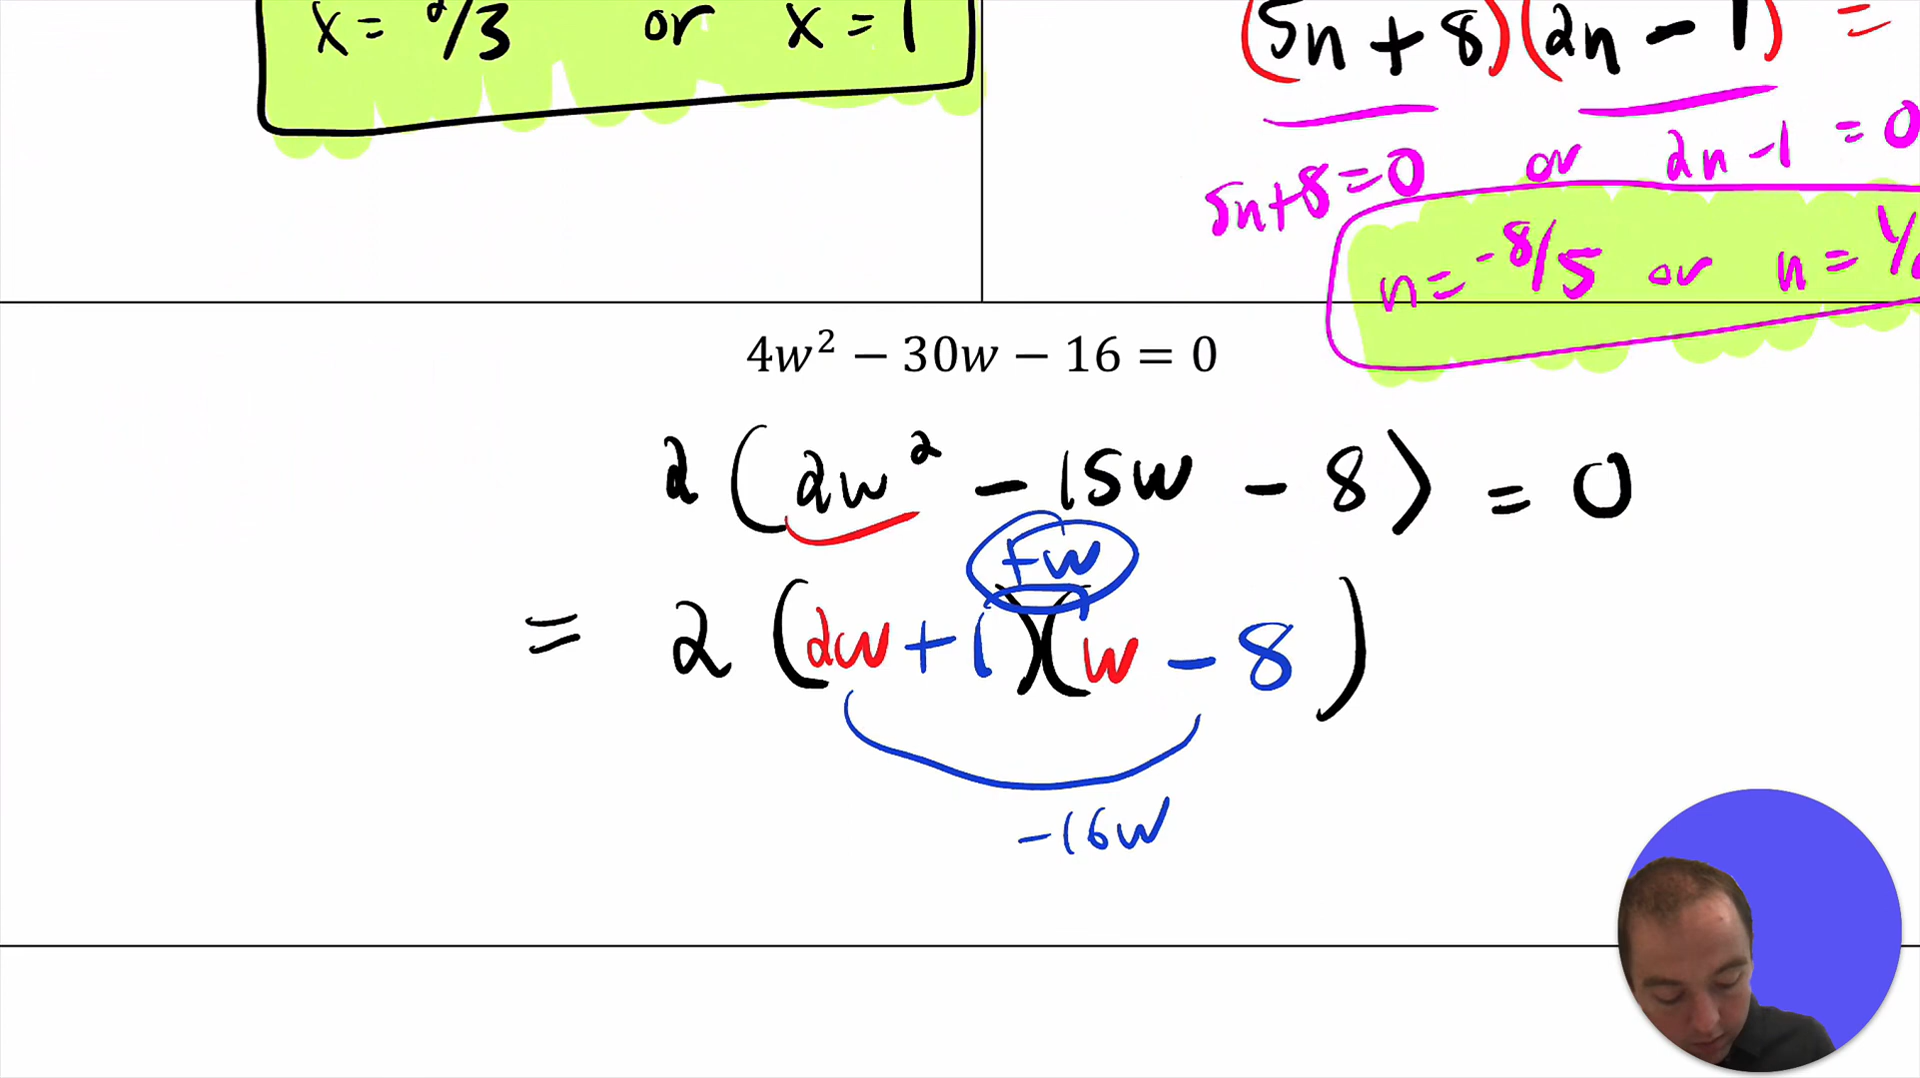 x = 2/3 or x = 1
(5n + 8)(2n - 1) =
5n+8=0 or 2n -1 = 0
n = -8/5 or n =
4w² − 30w − 16 = 0
2 (2w² - 15w - 8) = 0
+w
= 2 (2w + 1)(w - 8)
-16w